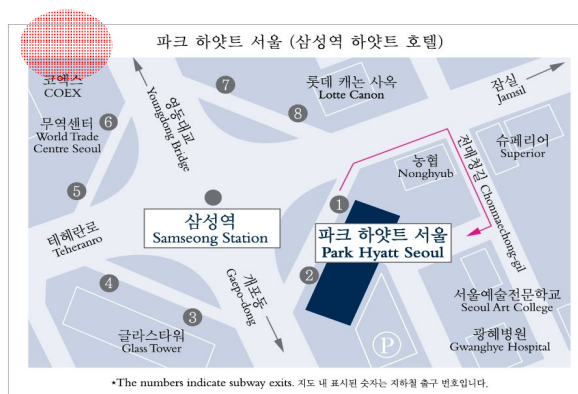 파크 하얏트 서울 (삼성역 하얏트 호텔)
코엑스
COEX
무역센터
World Trade
Centre Seoul
영동대교
Youngdong Bridge
7
8
6
5
롯데 캐논 사옥
Lotte Canon
잠실
Jamsil
슈페리어
Superior
농협
Nonghyub
전매청길 Chonmaechong-gil
1
테헤란로
Teheranro
삼성역
Samseong Station
파크 하얏트 서울
Park Hyatt Seoul
2
4
3
개포동
Gaepo-dong
글라스타워
Glass Tower
서울예술전문학교
Seoul Art College
광혜병원
Gwanghye Hospital
P
*The numbers indicate subway exits. 지도 내 표시된 숫자는 지하철 출구 번호입니다.